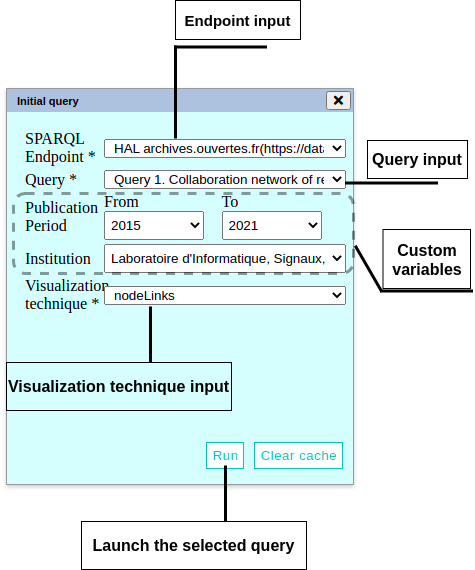 Endpoint input
Initial query
SPARQL
Endpoint *
HAL archives.ouvertes.fr(https://data
Query input
Query *
Query 1. Collaboration network of re
Publication
Period
From
To
2015
2021
Custom
variables
Institution
Laboratoire d'Informatique, Signaux,
Visualization
technique *
nodeLinks
Visualization technique input
Run
Clear cache
Launch the selected query